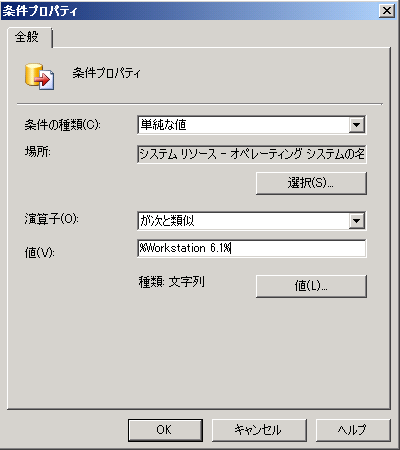 条件プロパティ
全般
条件プロパティ
条件の種類(C): 単純な値
場所: システム リソース - オペレーティング システムの名
選択(S)...
演算子(O): が次と類似
値(V): %Workstation 6.1%
種類: 文字列 値(L)...
OK キャンセル ヘルプ